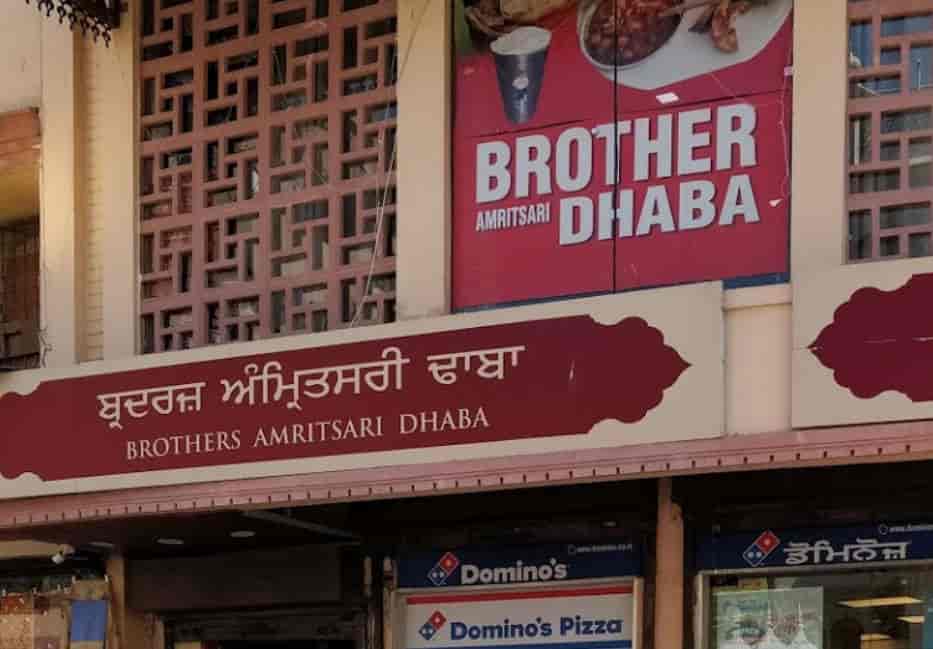 BROTHER
AMRITSARI DHABA
ਬ੍ਰਦਰਜ਼ ਅੰਮ੍ਰਿਤਸਰੀ ਢਾਬਾ
BROTHERS AMRITSARI DHABA
Domino's
ਡੋਮਿਨੋਜ਼
Domino's Pizza